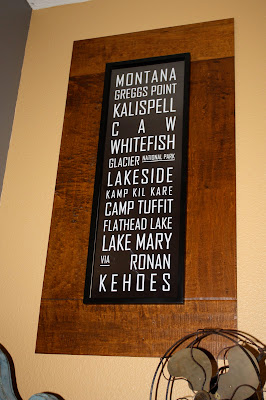 MONTANA
GREGGS POINT
KALISPELL
C A W
WHITEFISH
GLACIER NATIONAL PARK
LAKESIDE
KAMP KIL KARE
CAMP TUFFIT
FLATHEAD LAKE
LAKE MARY
VIA RONAN
KEHOES